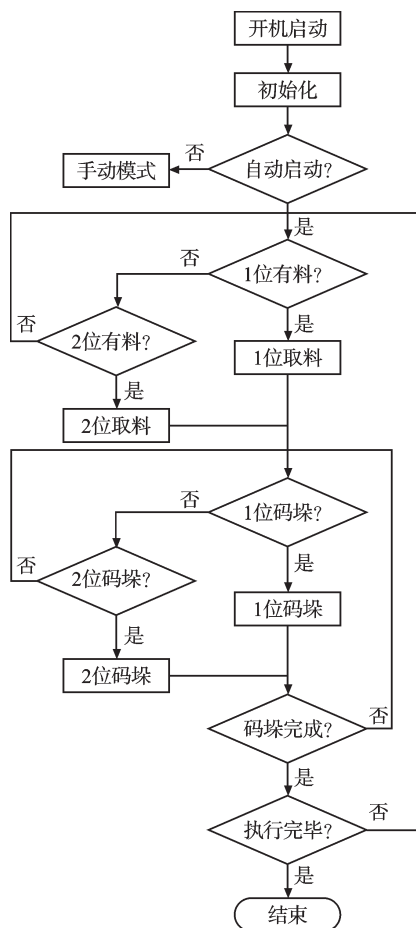 开机启动
初始化
否
手动模式
自动启动?
是
否
1位有料?
否
2位有料?
是
1位取料
是
2位取料
否
1位码垛?
否
2位码垛?
是
1位码垛
是
2位码垛
码垛完成?
否
是
执行完毕?
否
是
结束